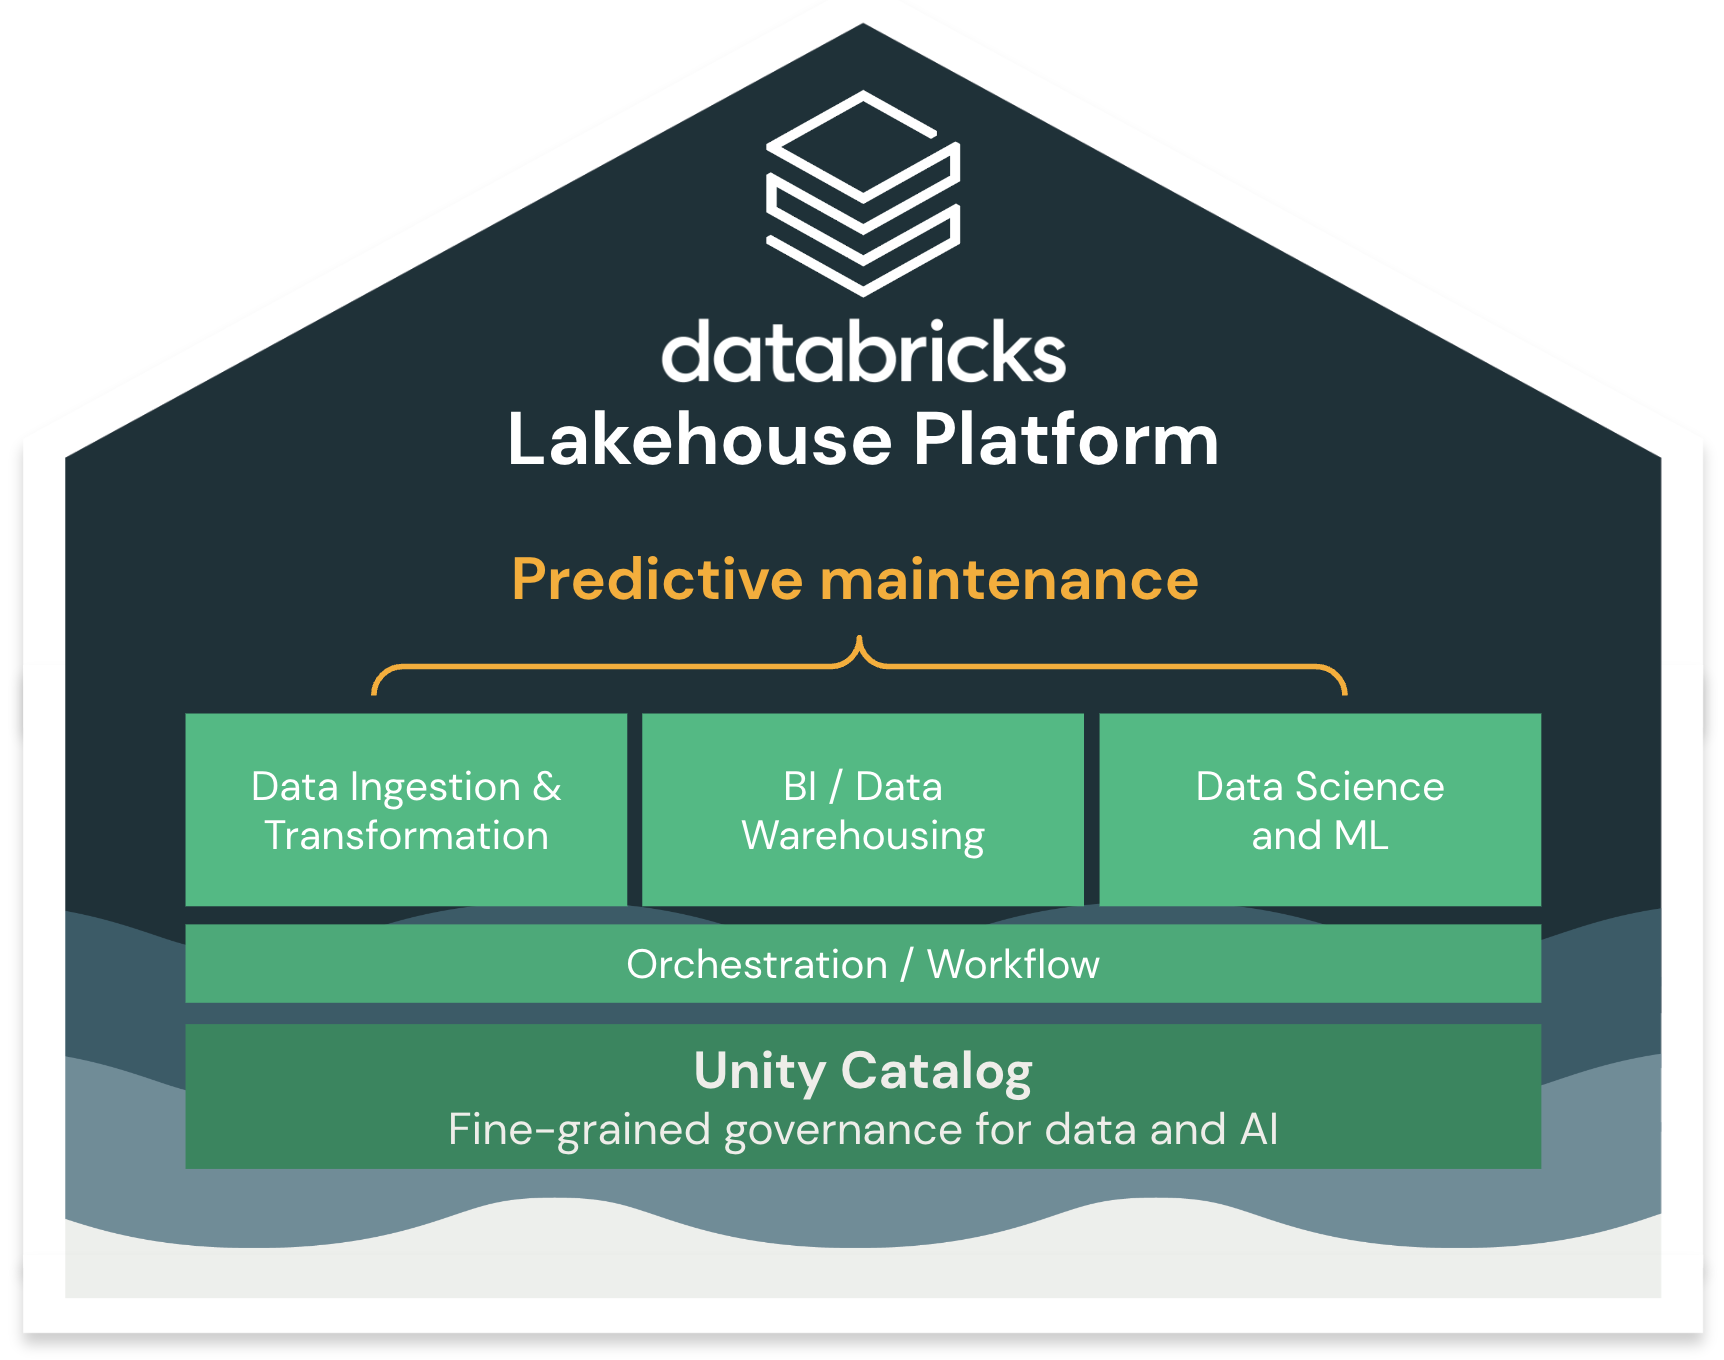 databricks
Lakehouse Platform
Predictive maintenance
Data Ingestion &
Transformation
BI / Data
Warehousing
Data Science
and ML
Orchestration / Workflow
Unity Catalog
Fine-grained governance for data and AI